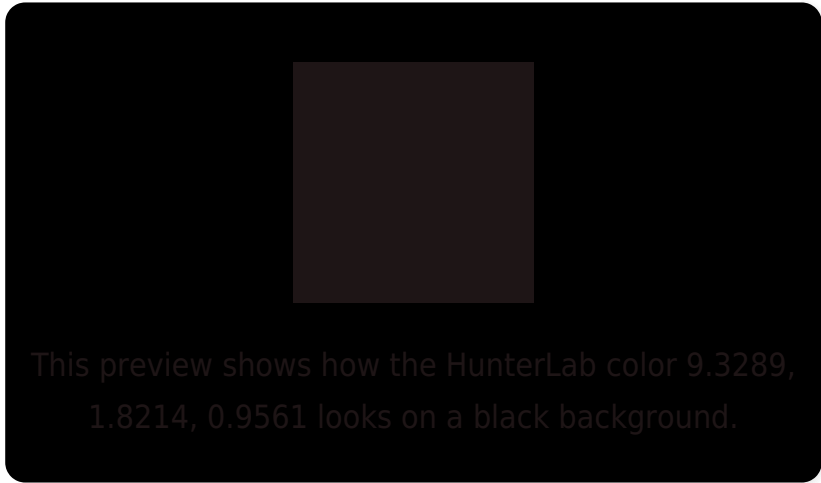 This preview shows how the HunterLab color 9.3289,
1.8214, 0.9561 looks on a black background.